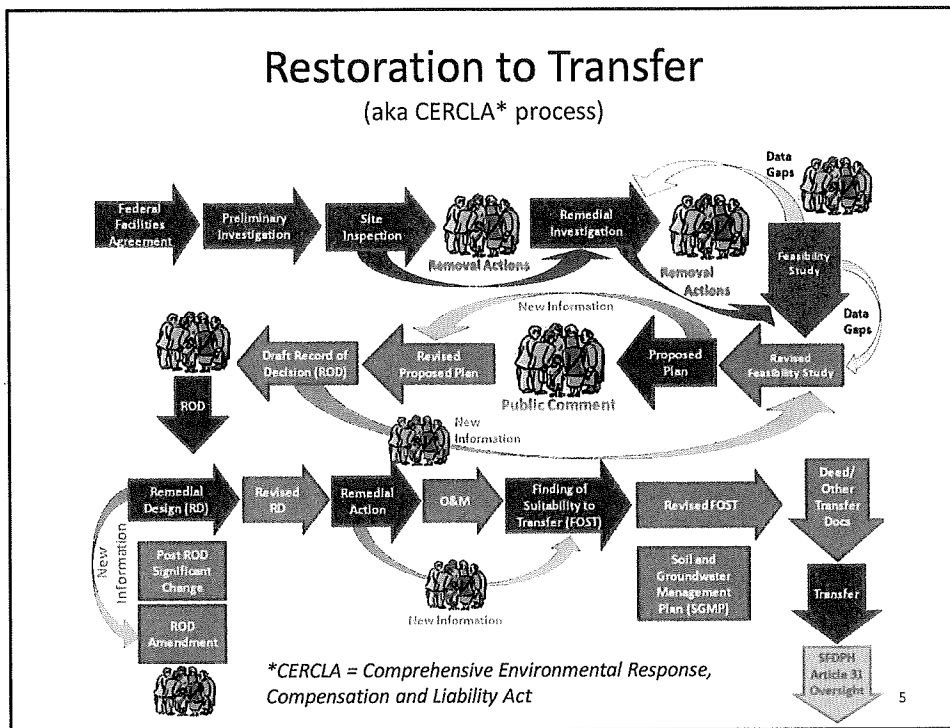 Restoration to Transfer
(aka CERCLA* process)
Federal
Facilities
Agreement
Preliminary
Investigation
Site
Inspection
Removal Actions
Remedial
Investigation
Removal
Actions
Data
Gaps
Feasibility
Study
Data
Gaps
Revised
Feasibility Study
Proposed
Plan
New Information
Public Comment
Revised
Proposed Plan
Draft Record of
Decision (ROD)
New
Information
ROD
Remedial
Design (RD)
Revised
RD
Remedial
Action
O&M
Finding of
Suitability to
Transfer (FOST)
Revised FOST
Deed/
Other
Transfer
Docs
New
Information
Post ROD
Significant
Change
ROD
Amendment
New Information
Soil and
Groundwater
Management
Plan (SGMP)
Transfer
SFDPH
Article 31
Oversight
*CERCLA = Comprehensive Environmental Response,
Compensation and Liability Act
5